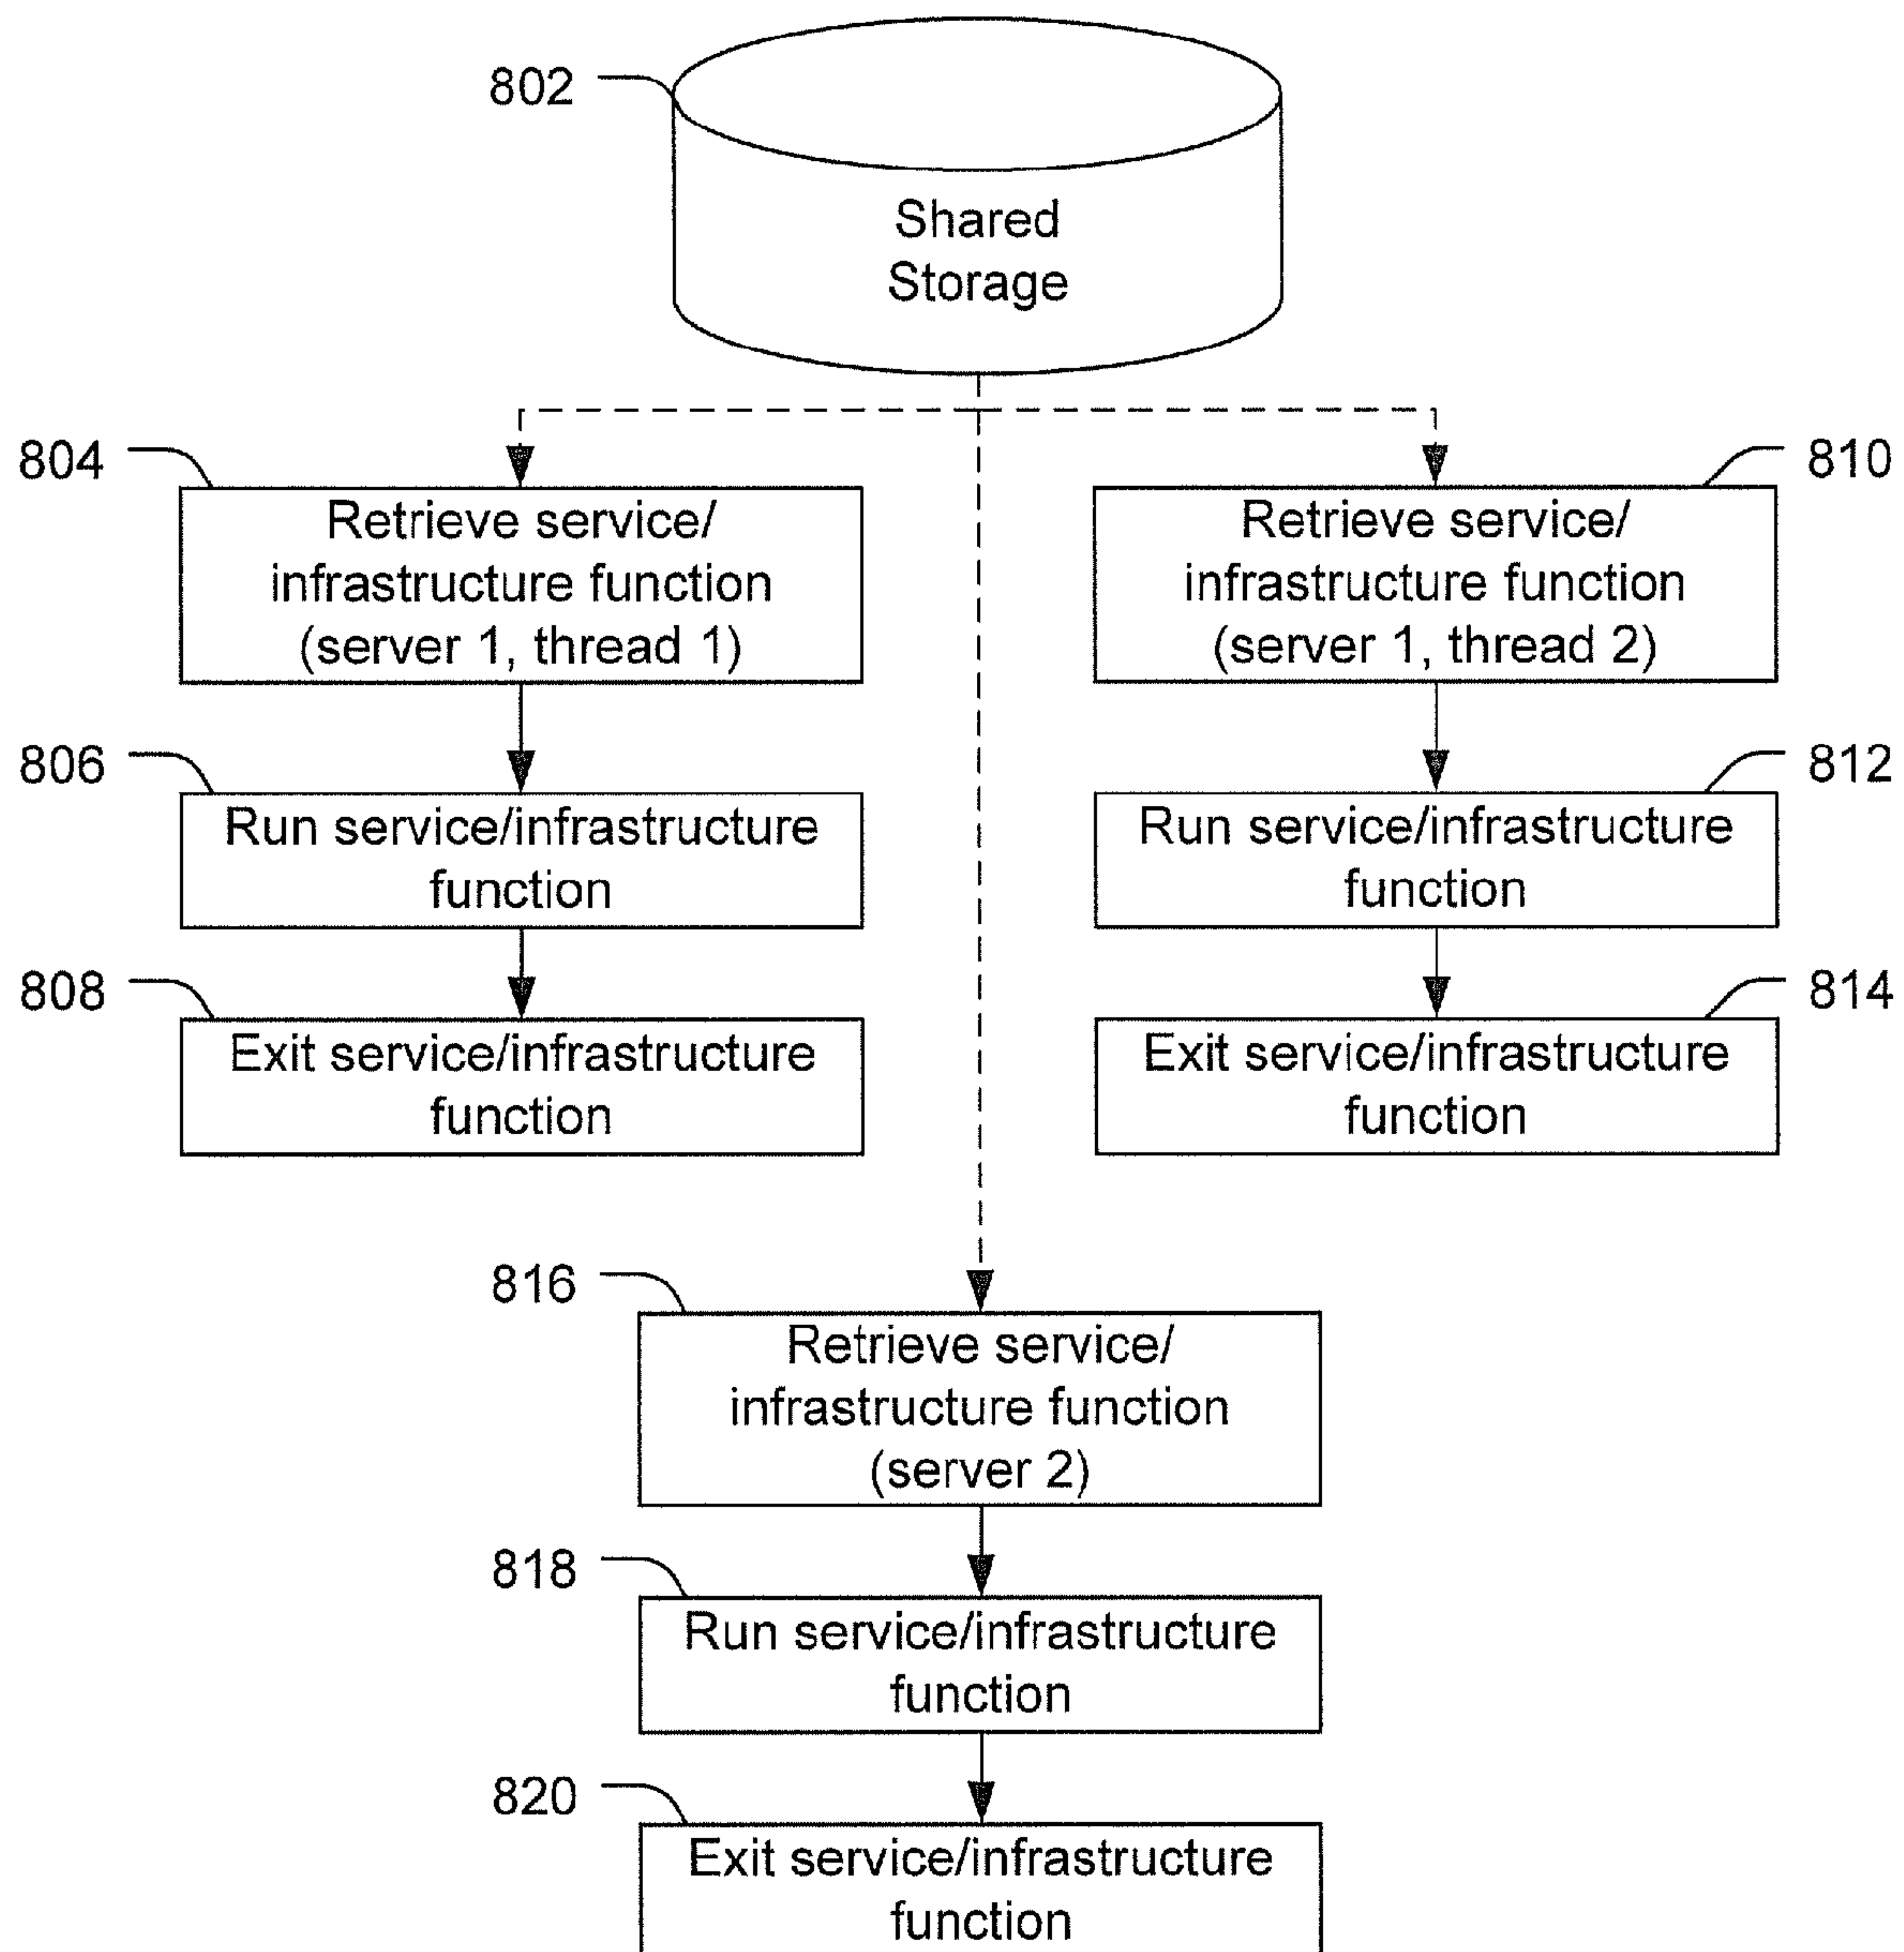 802
Shared
Storage
804
Retrieve service/
infrastructure function
(server 1, thread 1)
810
Retrieve service/
infrastructure function
(server 1, thread 2)
806
Run service/infrastructure
function
812
Run service/infrastructure
function
808
Exit service/infrastructure
function
814
Exit service/infrastructure
function
816
Retrieve service/
infrastructure function
(server 2)
818
Run service/infrastructure
function
820
Exit service/infrastructure
function